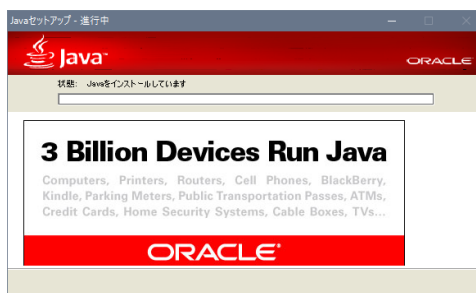 Javaセットアップ - 進行中
Java™
ORACLE
状態: Javaをインストールしています
3 Billion Devices Run Java
Computers, Printers, Routers, Cell Phones, BlackBerry,
Kindle, Parking Meters, Public Transportation Passes, ATMs,
Credit Cards, Home Security Systems, Cable Boxes, TVs...
ORACLE®